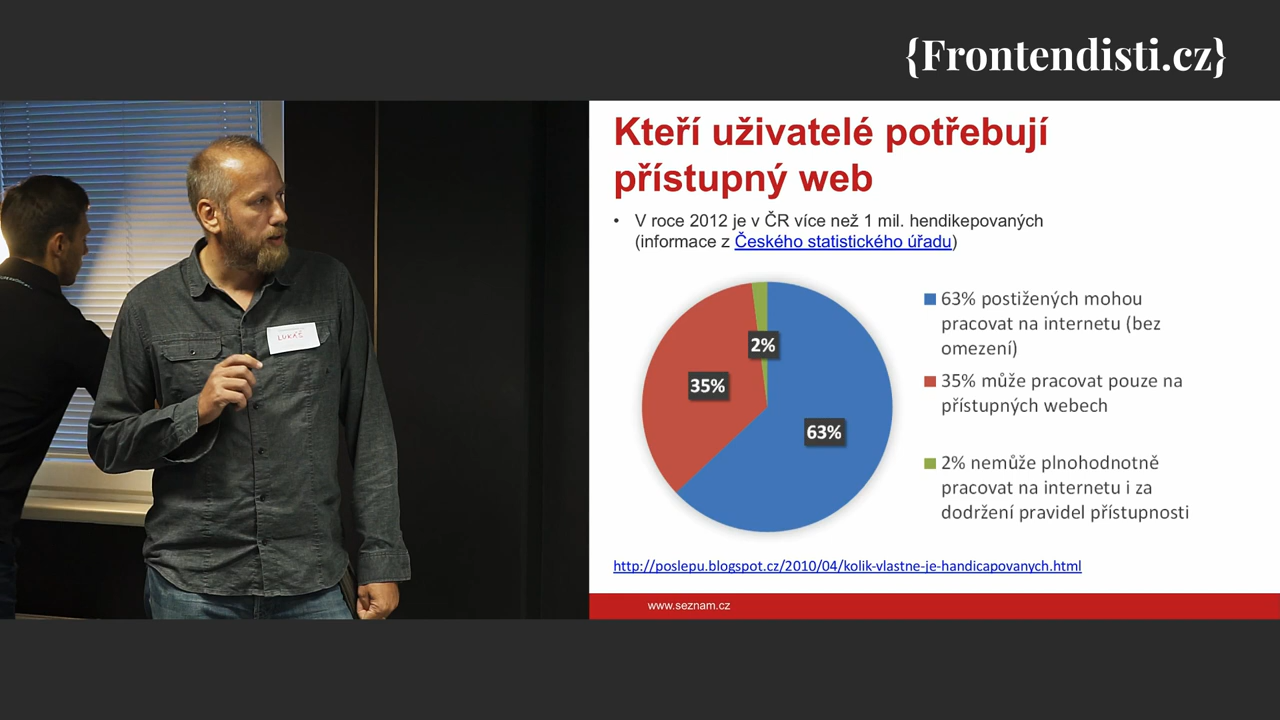 {Frontendisti.cz}
Kteří uživatelé potřebují
přístupný web
• V roce 2012 je v ČR více než 1 mil. hendikepovaných
(informace z Českého statistického úřadu)
2%
35%
63%
63% postižených mohou
pracovat na internetu (bez
omezení)
35% může pracovat pouze na
přístupných webech
2% nemůže plnohodnotně
pracovat na internetu i za
dodržení pravidel přístupnosti
http://poslepu.blogspot.cz/2010/04/kolik-vlastne-je-handicapovanych.html
www.seznam.cz
LUKÁŠ